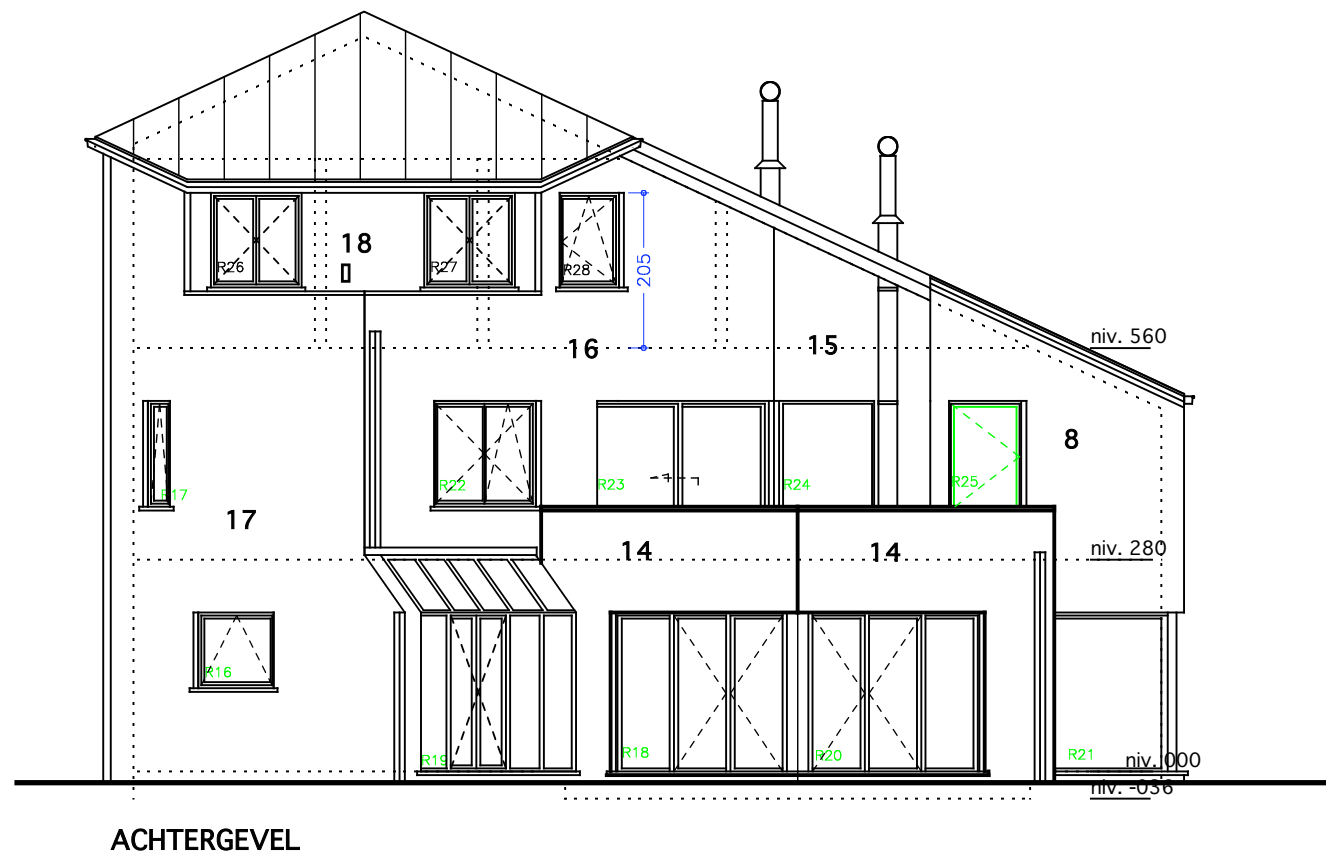 18
R26
R27
R28
205
niv. 560
16
15
8
R17
R22
R23
R24
R25
17
14
14
niv. 280
R16
R19
R18
R20
R21
niv. 000
niv. -036
ACHTERGEVEL